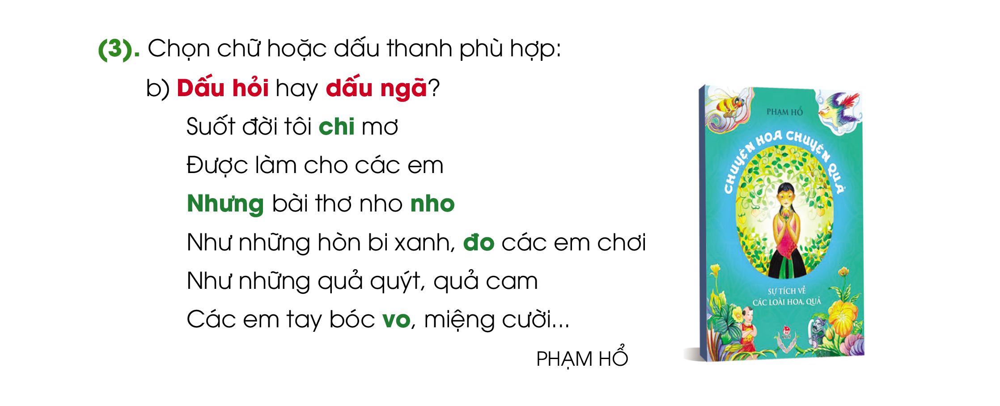 (3). Chọn chữ hoặc dấu thanh phù hợp:
b) Dấu hỏi hay dấu ngã?
Suốt đời tôi chi mơ
Được làm cho các em
Nhưng bài thơ nho nho
Như những hòn bi xanh, đo các em chơi
Như những quả quýt, quả cam
Các em tay bóc vo, miệng cười...
PHẠM HỔ
PHẠM HỔ
CHUYỆN HOA CHUYỆN QUẢ
SỰ TÍCH VỀ
CÁC LOÀI HOA, QUẢ